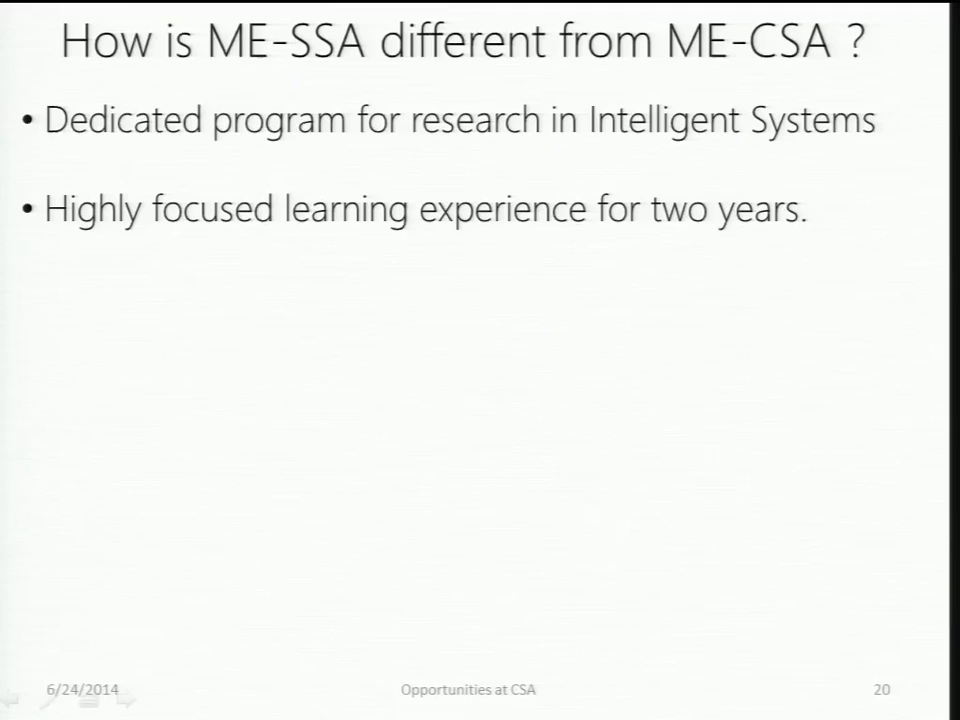 How is ME-SSA different from ME-CSA ?
• Dedicated program for research in Intelligent Systems
• Highly focused learning experience for two years.
6/24/2014 Opportunities at CSA 20